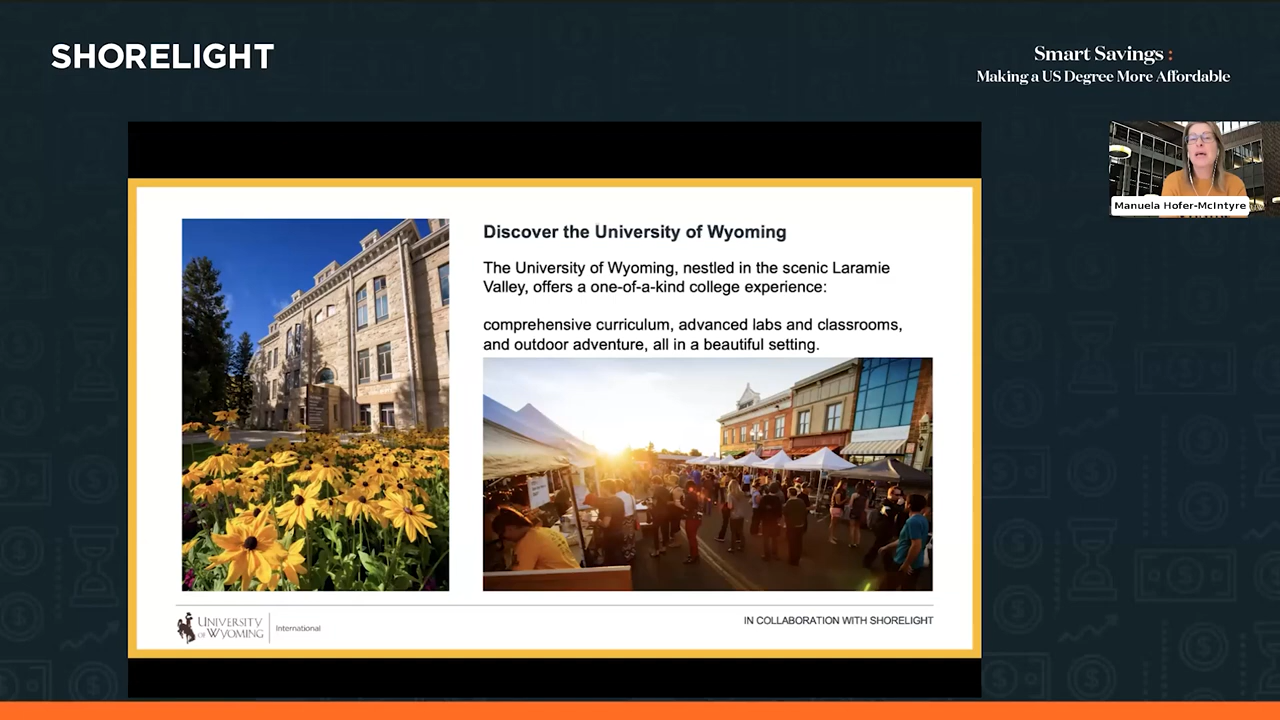 SHORELIGHT
Smart Savings :
Making a US Degree More Affordable
Manuela Hofer-McIntyre
Discover the University of Wyoming
The University of Wyoming, nestled in the scenic Laramie
Valley, offers a one-of-a-kind college experience:
comprehensive curriculum, advanced labs and classrooms,
and outdoor adventure, all in a beautiful setting.
UNIVERSITY
OF WYOMING
International
IN COLLABORATION WITH SHORELIGHT